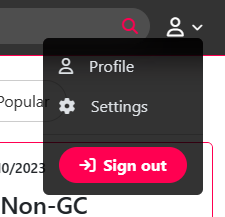 Profile
Popular
Settings
10/2023
Sign out
Non-GC